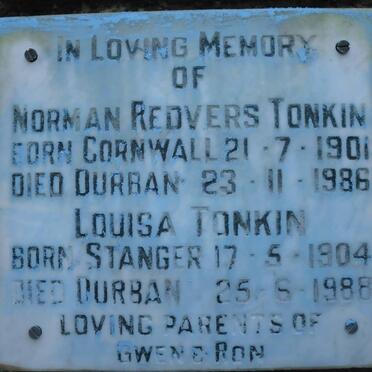 IN LOVING MEMORY
OF
NORMAN REDVERS TONKIN
BORN CORNWALL 21 - 7 - 1901
DIED DURBAN 23 - 11 - 1986
LOUISA TONKIN
BORN STANGER 17 - 5 - 1904
DIED DURBAN 25 - 6 - 1988
LOVING PARENTS OF
GWEN & RON